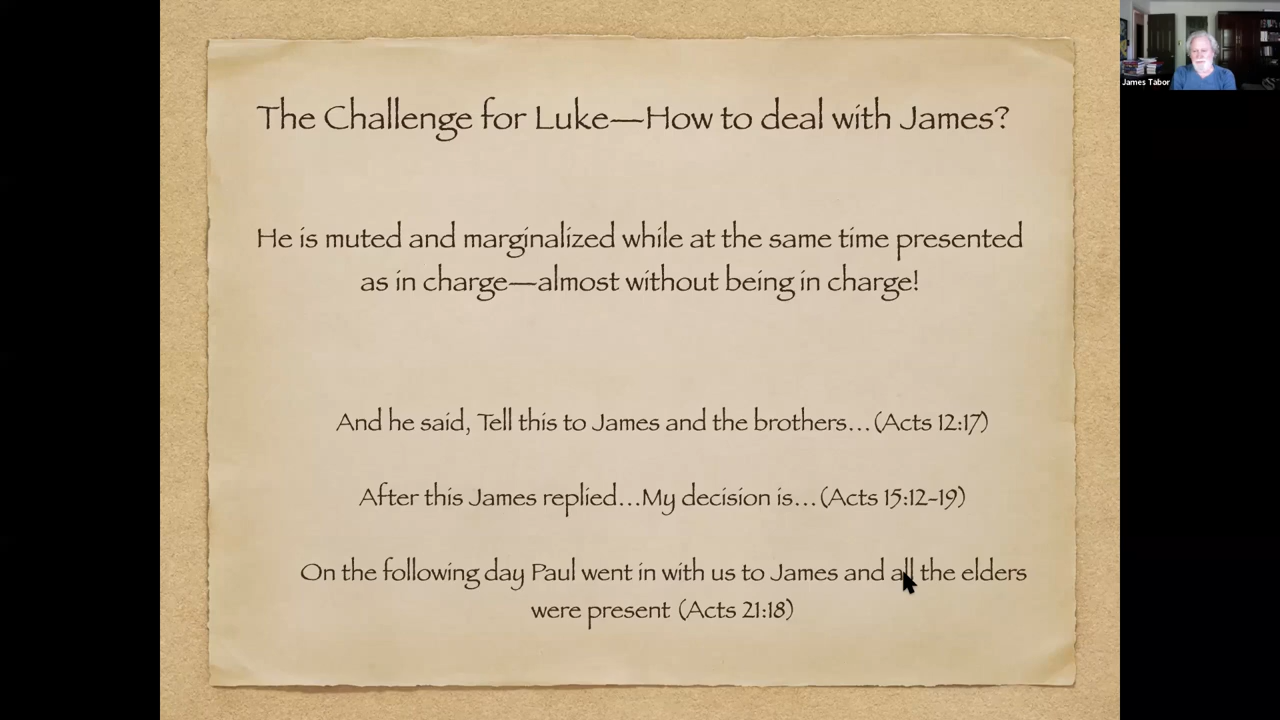 The Challenge for Luke—How to deal with James?
He is muted and marginalized while at the same time presented
as in charge—almost without being in charge!
And he said, Tell this to James and the brothers…(Acts 12:17)
After this James replied…My decision is…(Acts 15:12-19)
On the following day Paul went in with us to James and all the elders
were present (Acts 21:18)
James Tabor